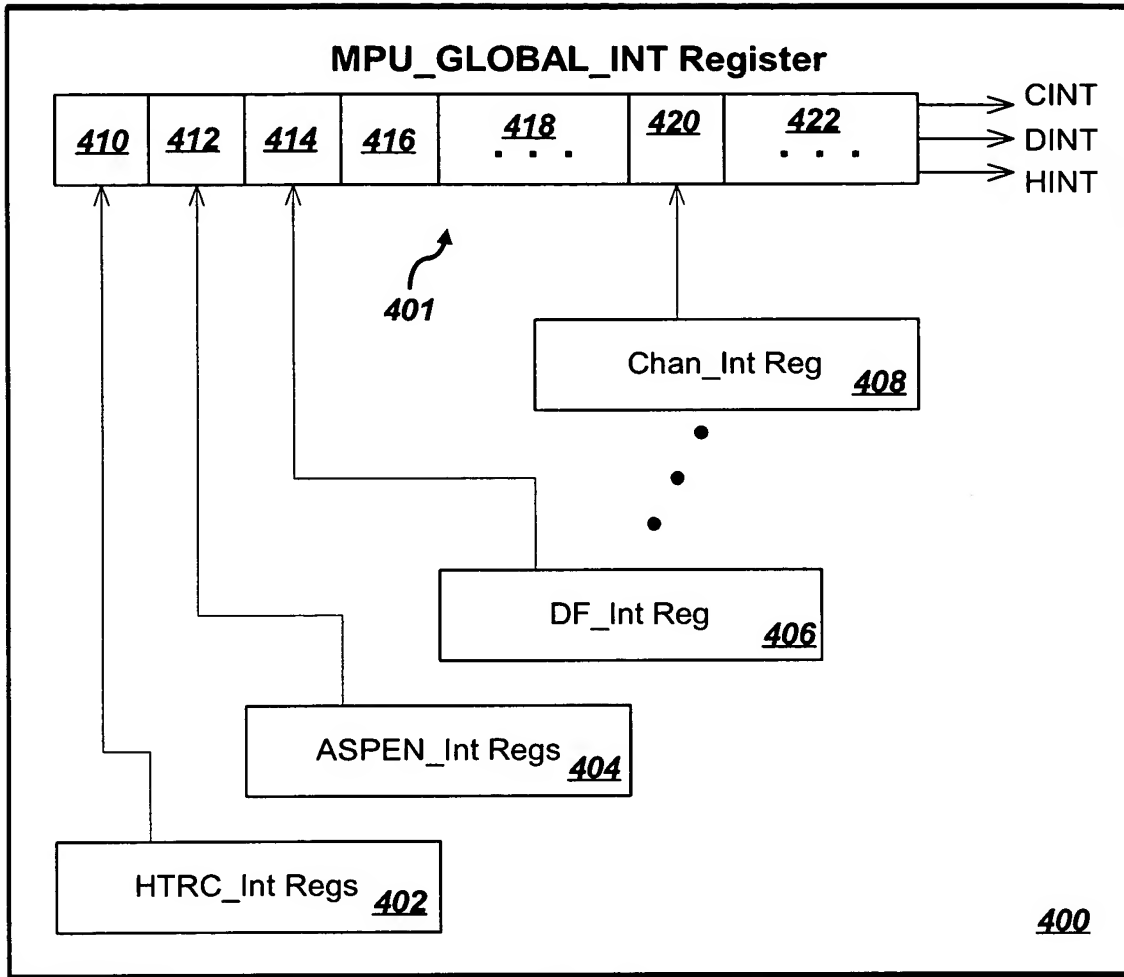 MPU_GLOBAL_INT Register
410 412 414 416 418 420 422
. . . . . .
CINT
DINT
HINT
401
Chan_Int Reg 408
DF_Int Reg 406
ASPEN_Int Regs 404
HTRC_Int Regs 402
400